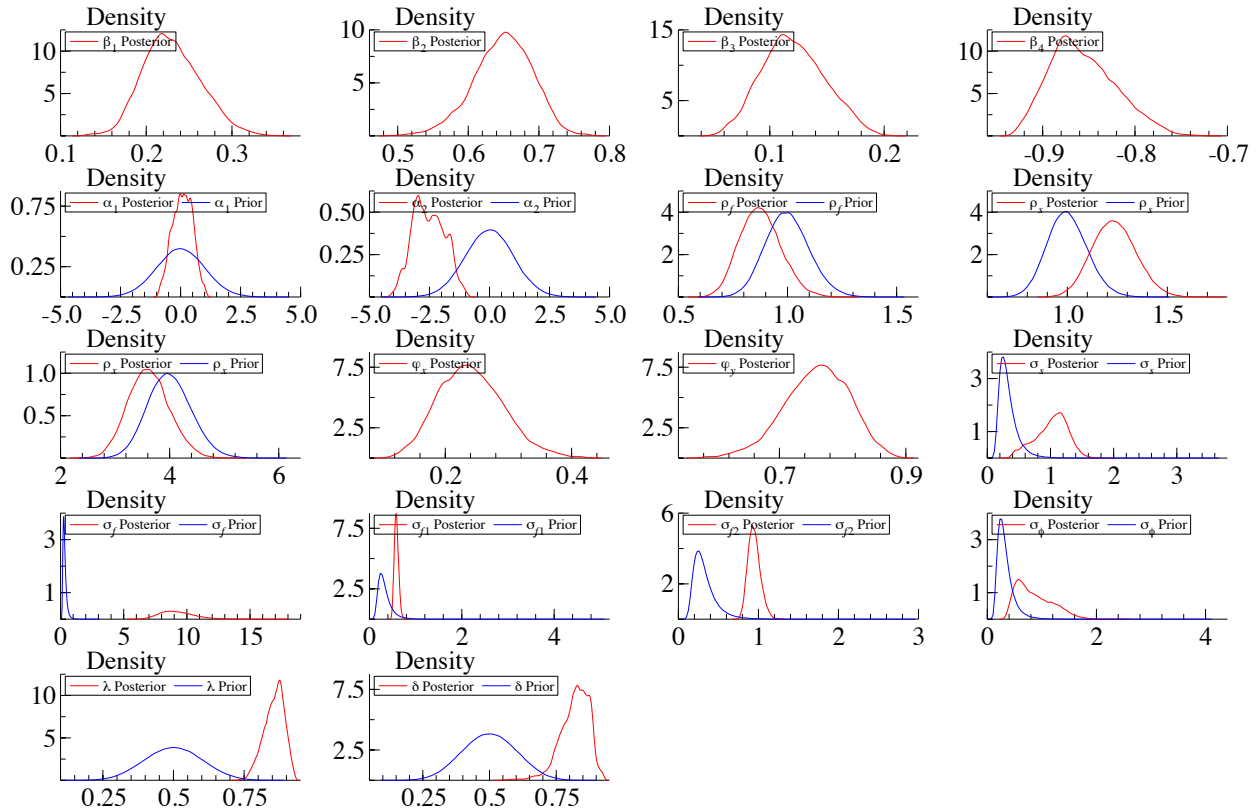 Density Density Density Density
β1 Posterior
β2 Posterior
β3 Posterior
β4 Posterior
10 5
10 5
15 5
10 5
0.1 0.2 0.3
0.5 0.6 0.7 0.8
0.1 0.2
-0.9 -0.8 -0.7
Density Density Density Density
α1 Posterior α1 Prior
α2 Posterior α2 Prior
ρf Posterior ρf Prior
ρs Posterior ρs Prior
0.75 0.25
0.50 0.25
4 2
4 2
-5.0 -2.5 0.0 2.5 5.0
-5.0 -2.5 0.0 2.5 5.0
0.5 1.0 1.5
1.0 1.5
Density Density Density Density
ρx Posterior ρx Prior
φx Posterior
φy Posterior
σs Posterior σs Prior
1.0 0.5
7.5 2.5
7.5 2.5
3 1
2 4 6
0.2 0.4
0.7 0.9
0 1 2 3
Density Density Density Density
σf Posterior σf Prior
σf1 Posterior σf1 Prior
σf2 Posterior σf2 Prior
σϕ Posterior σϕ Prior
3 1
7.5 2.5
6 2
3 1
0 5 10 15
0 2 4
0 1 2 3
0 2 4
Density Density
λ Posterior λ Prior
δ Posterior δ Prior
10 5
7.5 2.5
0.25 0.5 0.75
0.25 0.5 0.75